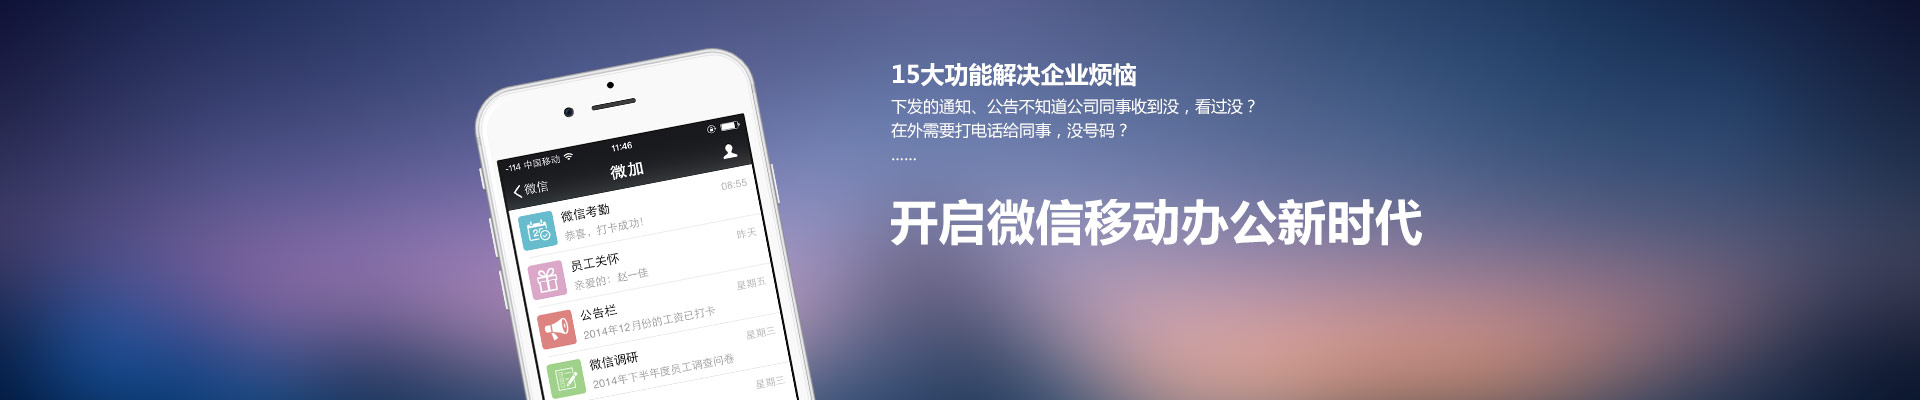 -114 中国移动
11:46
微信
微加
微信考勤
08:55
恭喜，打卡成功！
员工关怀
昨天
亲爱的：赵一佳
公告栏
星期五
2014年12月份的工资已打卡
微信调研
星期三
2014年下半年度员工调查问卷
星期三
15大功能解决企业烦恼
下发的通知、公告不知道公司同事收到没，看过没？
在外需要打电话给同事，没号码？
……
开启微信移动办公新时代